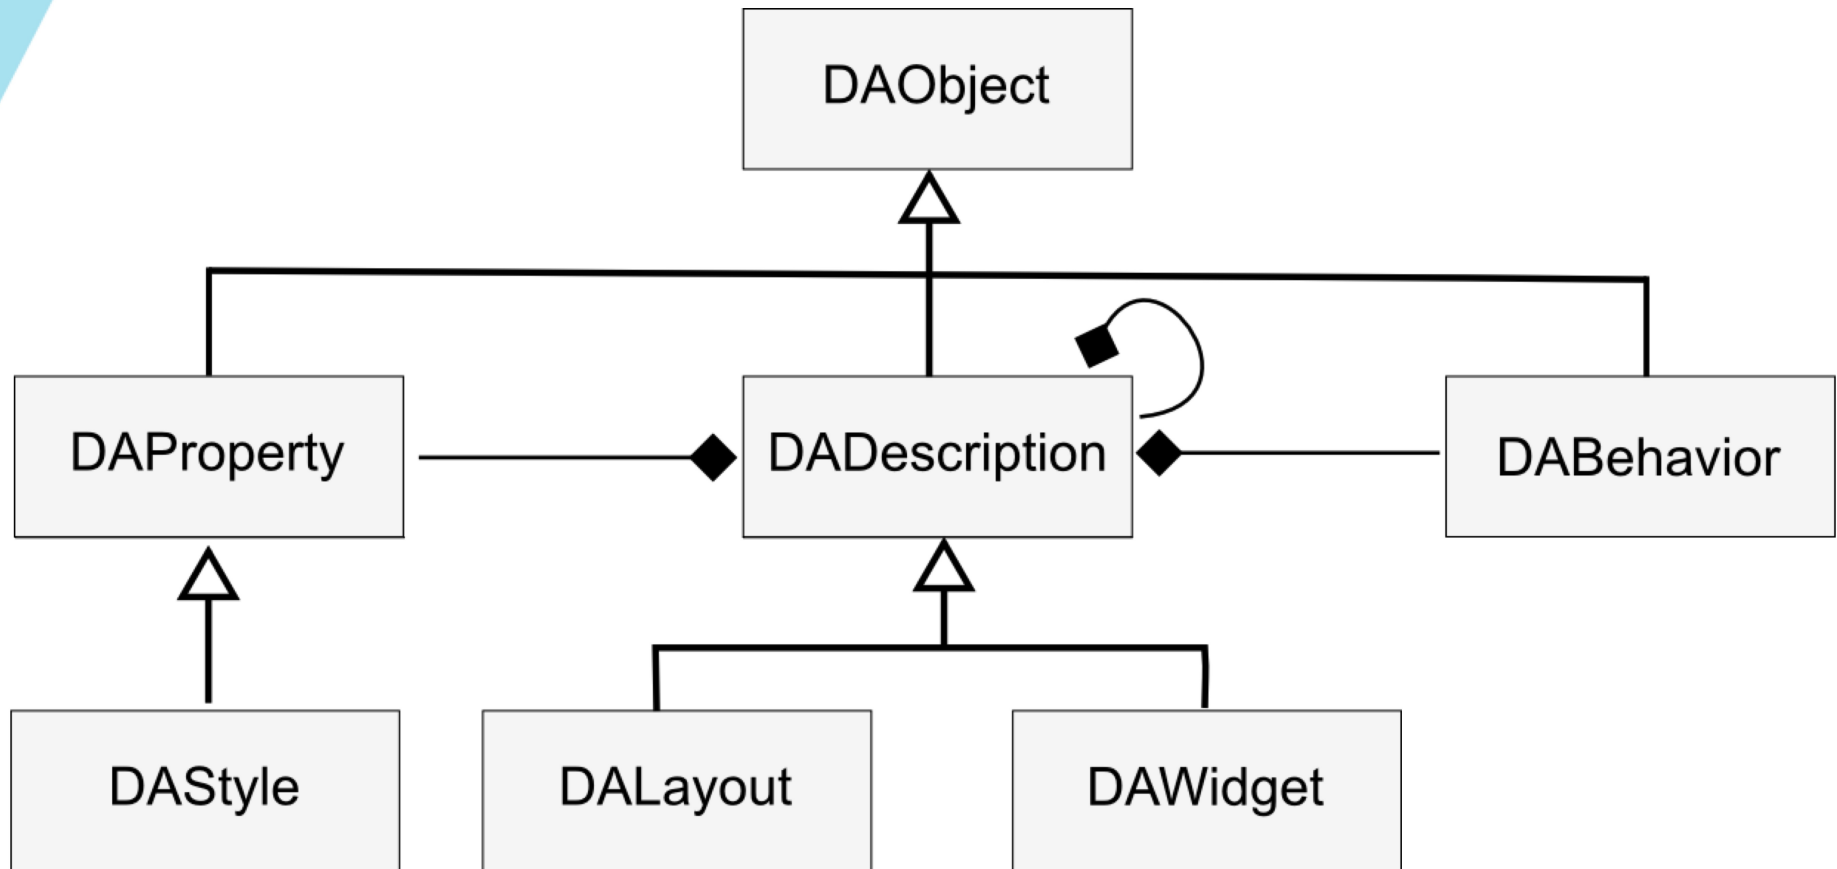 DAObject
DAProperty
DADescription
DABehavior
DAStyle
DALayout
DAWidget